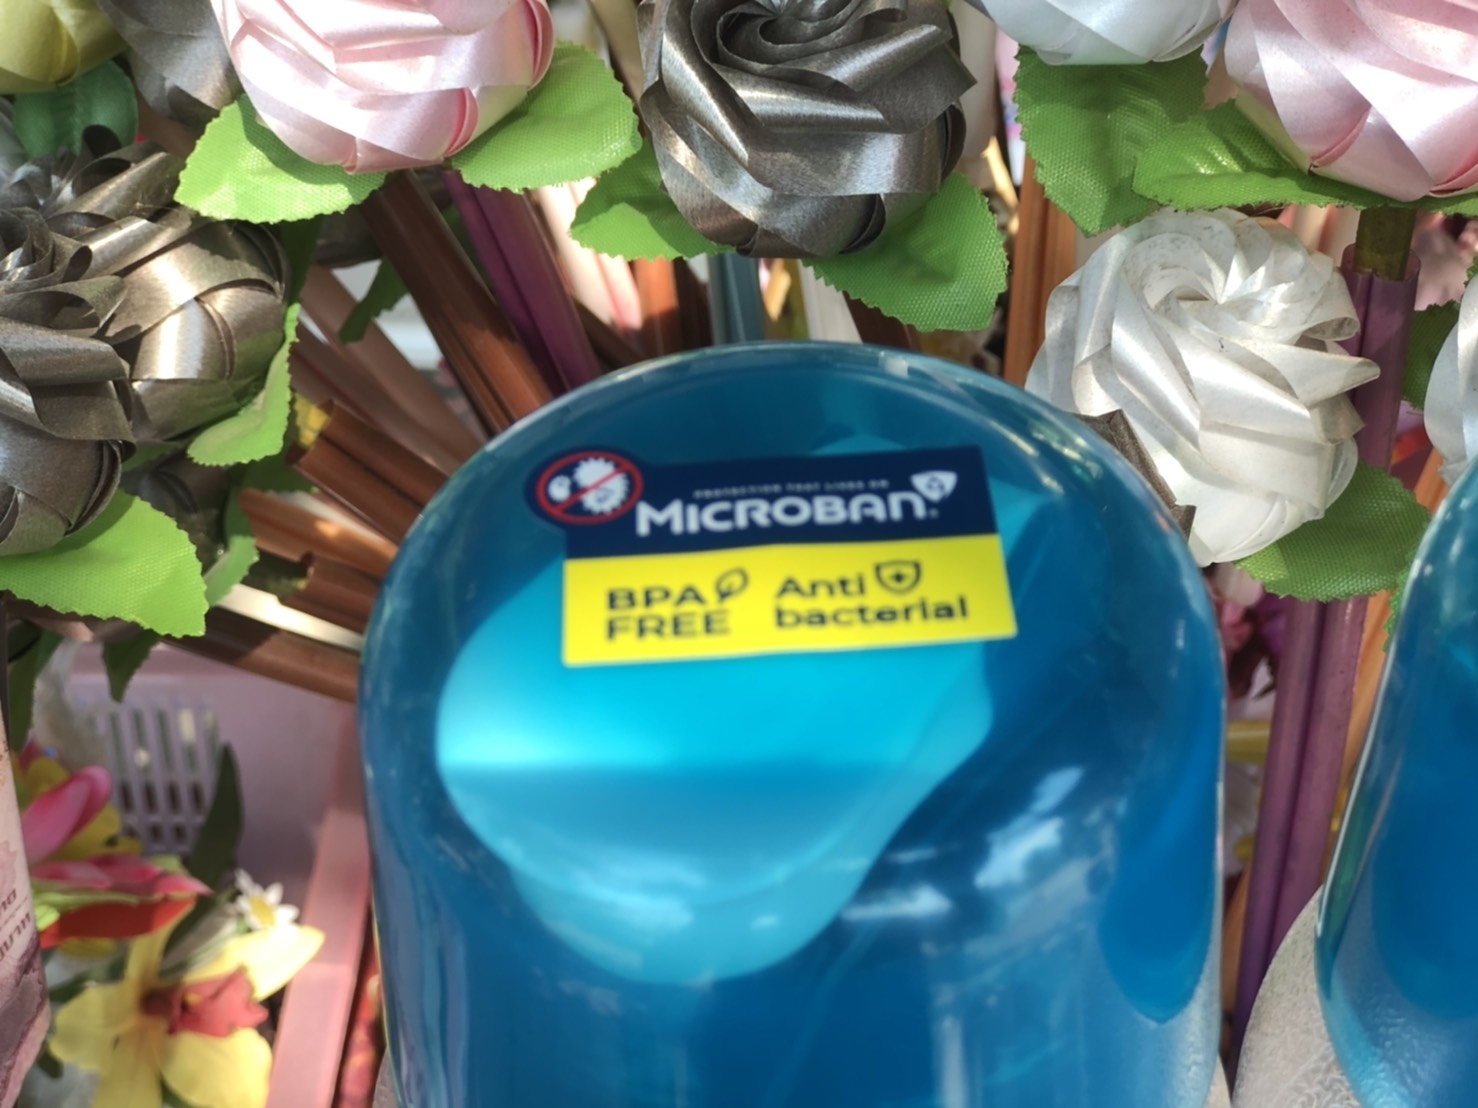 PROTECTION THAT LIVES ON
MICROBAN
BPA FREE
Anti bacterial